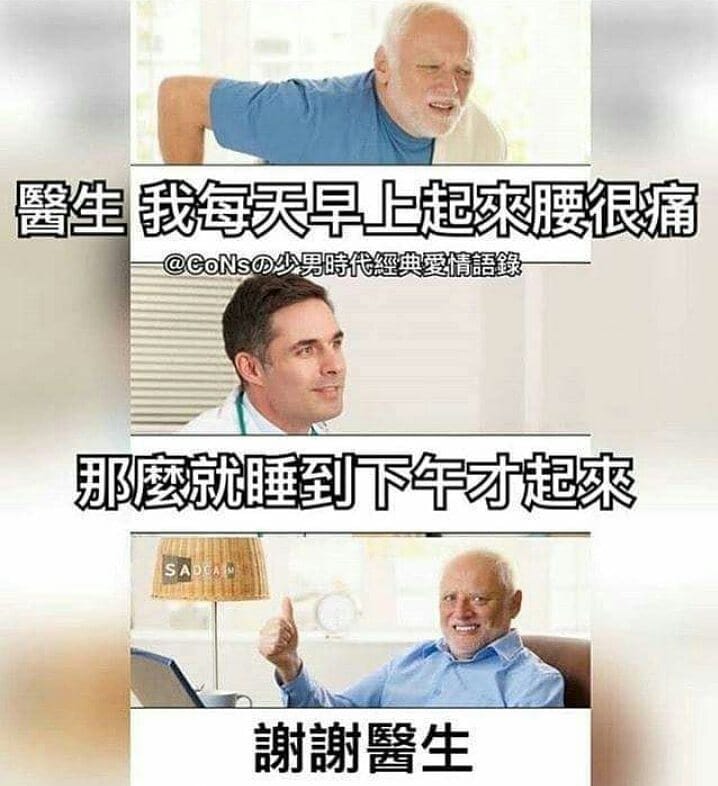 醫生 我每天早上起來腰很痛
@CoNsの少男時代經典愛情語錄
那麼就睡到下午才起來
SADCASM
謝謝醫生